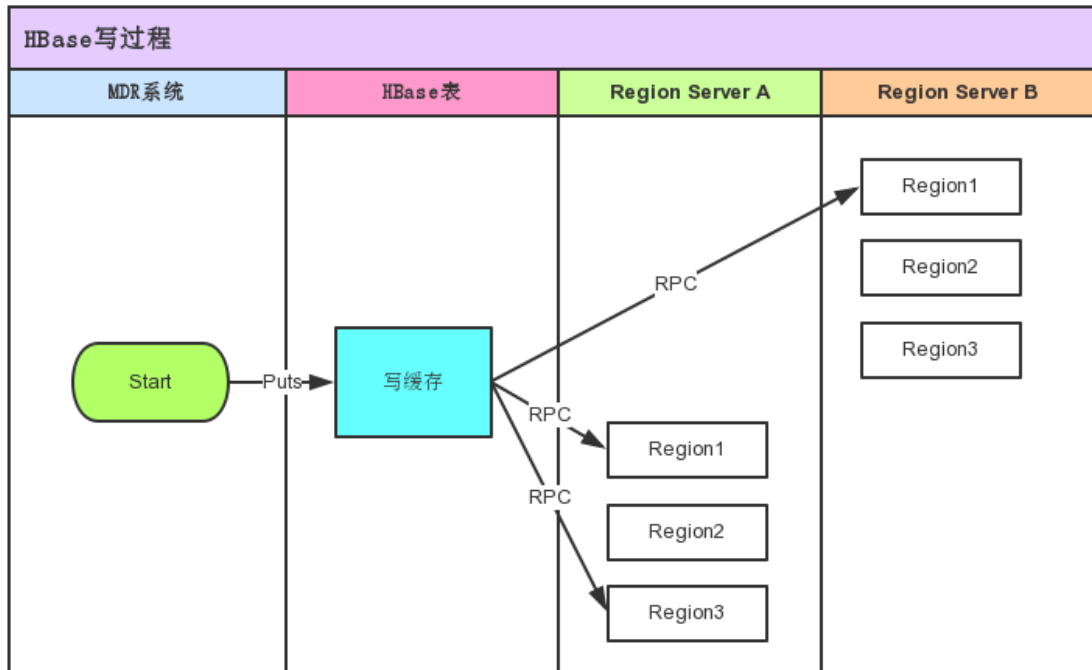 HBase写过程
MDR系统
HBase表
Region Server A
Region Server B
Region1
Region2
RPC
Region3
Start
Puts
写缓存
RPC
Region1
RPC
Region2
Region3